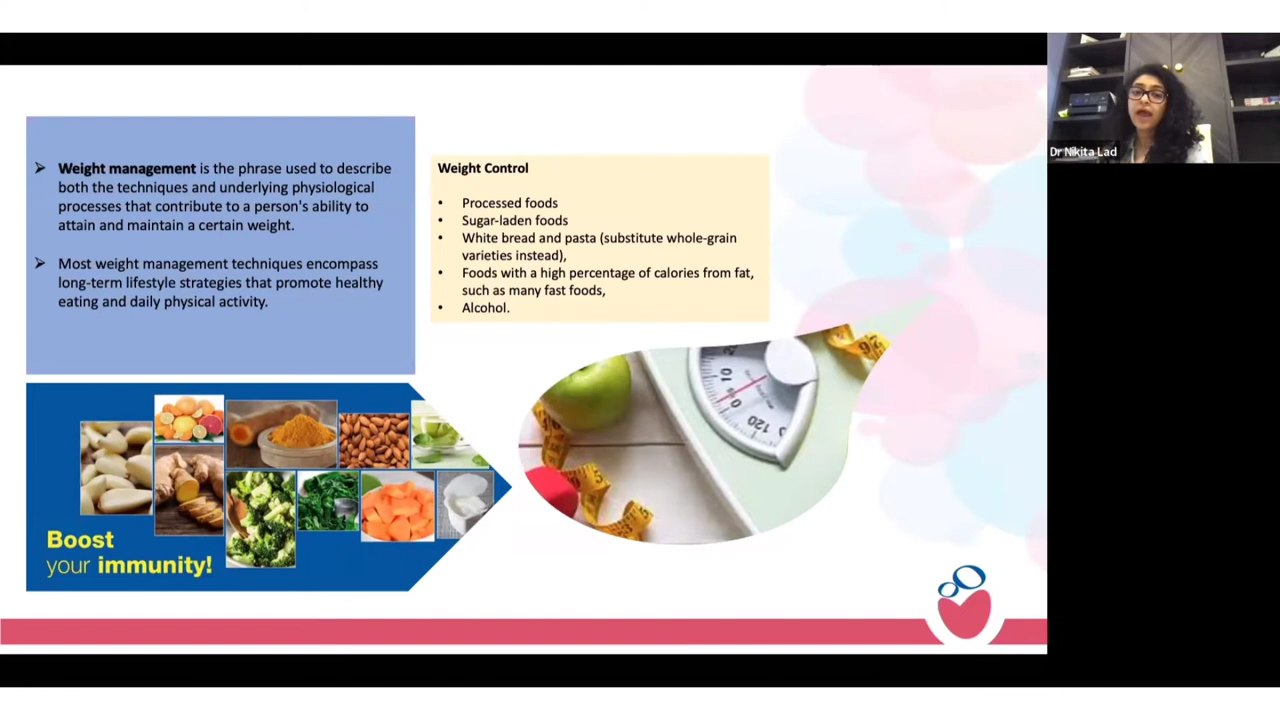 Weight management is the phrase used to describe
both the techniques and underlying physiological
processes that contribute to a person's ability to
attain and maintain a certain weight.
Most weight management techniques encompass
long-term lifestyle strategies that promote healthy
eating and daily physical activity.
Weight Control
• Processed foods
• Sugar-laden foods
• White bread and pasta (substitute whole-grain
varieties instead),
• Foods with a high percentage of calories from fat,
such as many fast foods,
• Alcohol.
Boost
your immunity!
10
0
120
Dr Nikita Lad